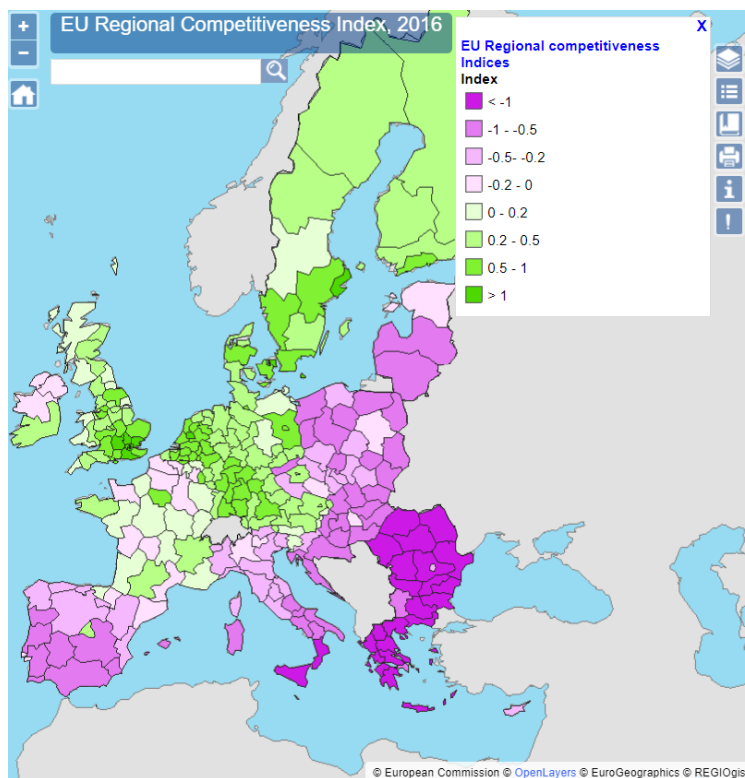 +
EU Regional Competitiveness Index, 2016
–
X
EU Regional competitiveness
Indices
Index
< -1
-1 - -0.5
-0.5- -0.2
-0.2 - 0
0 - 0.2
0.2 - 0.5
0.5 - 1
> 1
i
!
© European Commission © OpenLayers © EuroGeographics © REGIOgis